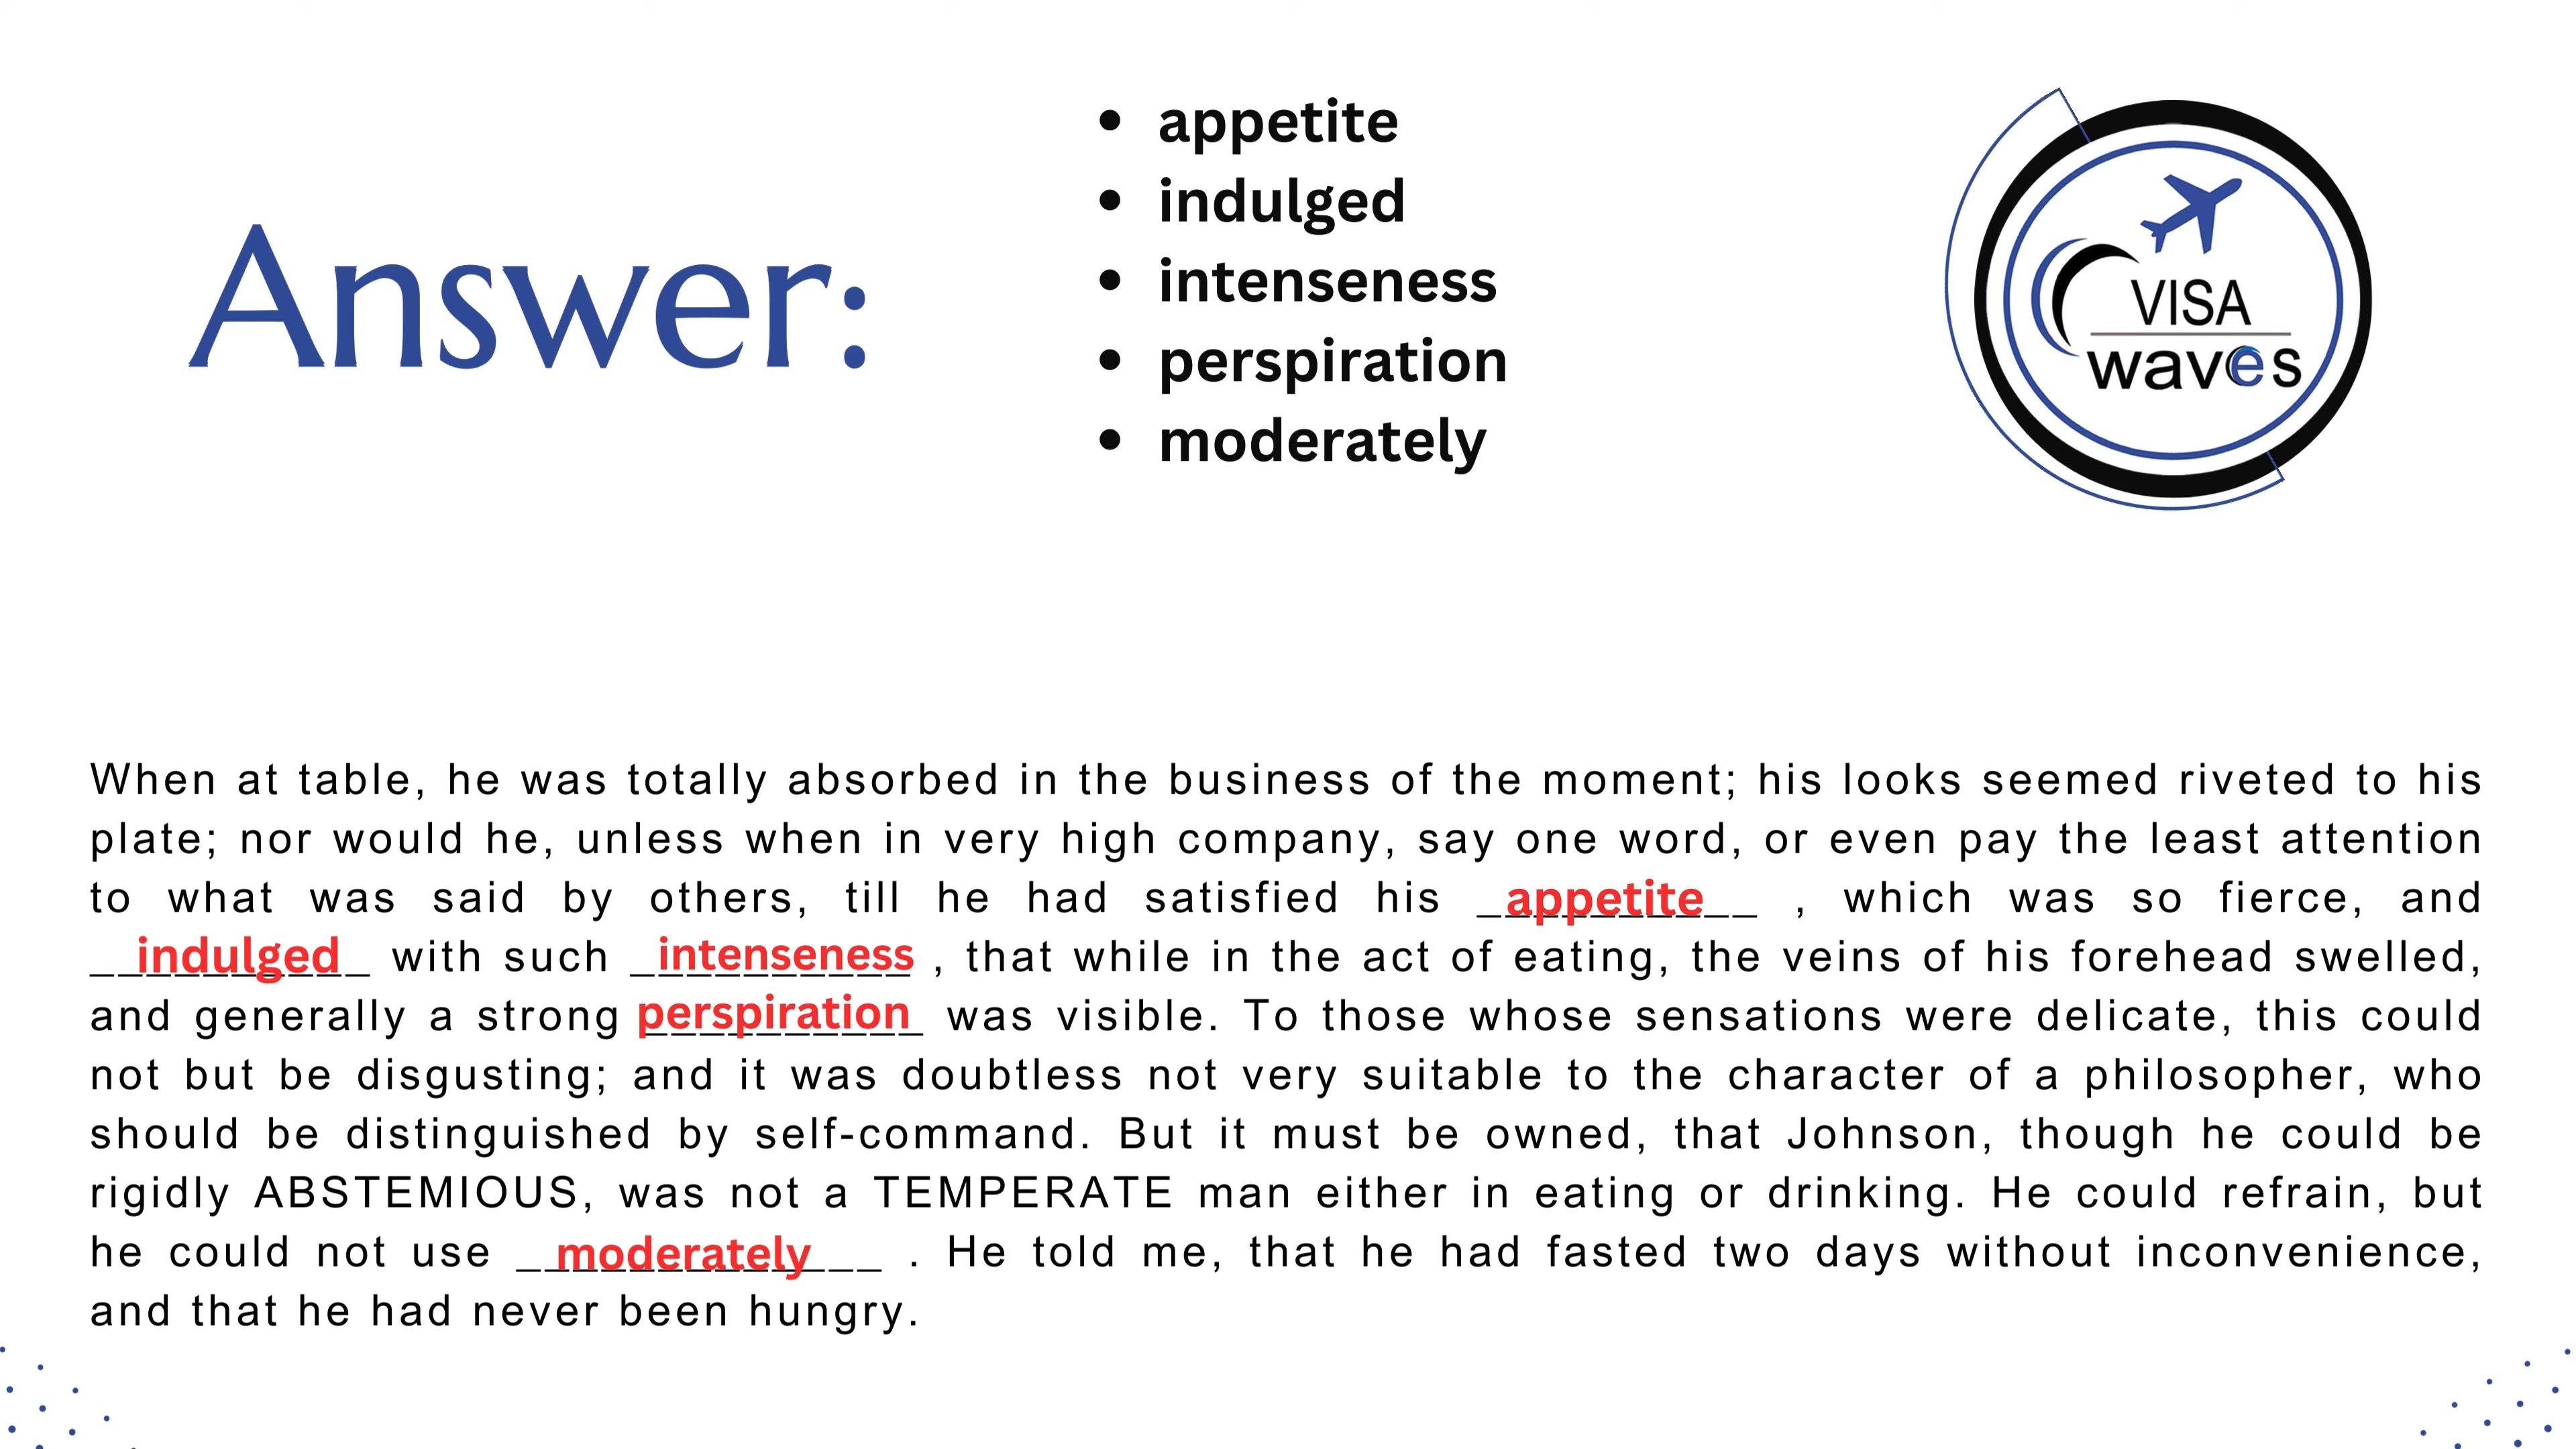 Answer:
appetite
indulged
intenseness
perspiration
moderately
VISA
waves
When at table, he was totally absorbed in the business of the moment; his looks seemed riveted to his
plate; nor would he, unless when in very high company, say one word, or even pay the least attention
to what was said by others, till he had satisfied his appetite , which was so fierce, and
indulged with such intenseness , that while in the act of eating, the veins of his forehead swelled,
and generally a strong perspiration was visible. To those whose sensations were delicate, this could
not but be disgusting; and it was doubtless not very suitable to the character of a philosopher, who
should be distinguished by self-command. But it must be owned, that Johnson, though he could be
rigidly ABSTEMIOUS, was not a TEMPERATE man either in eating or drinking. He could refrain, but
he could not use moderately . He told me, that he had fasted two days without inconvenience,
and that he had never been hungry.